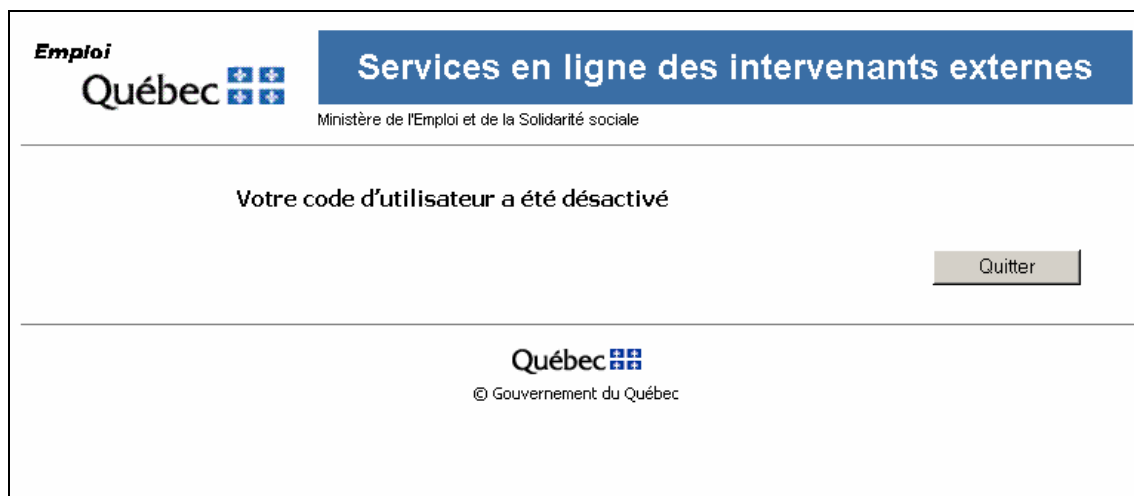 Emploi
Québec
Services en ligne des intervenants externes
Ministère de l'Emploi et de la Solidarité sociale
Votre code d'utilisateur a été désactivé
Quitter
Québec
© Gouvernement du Québec